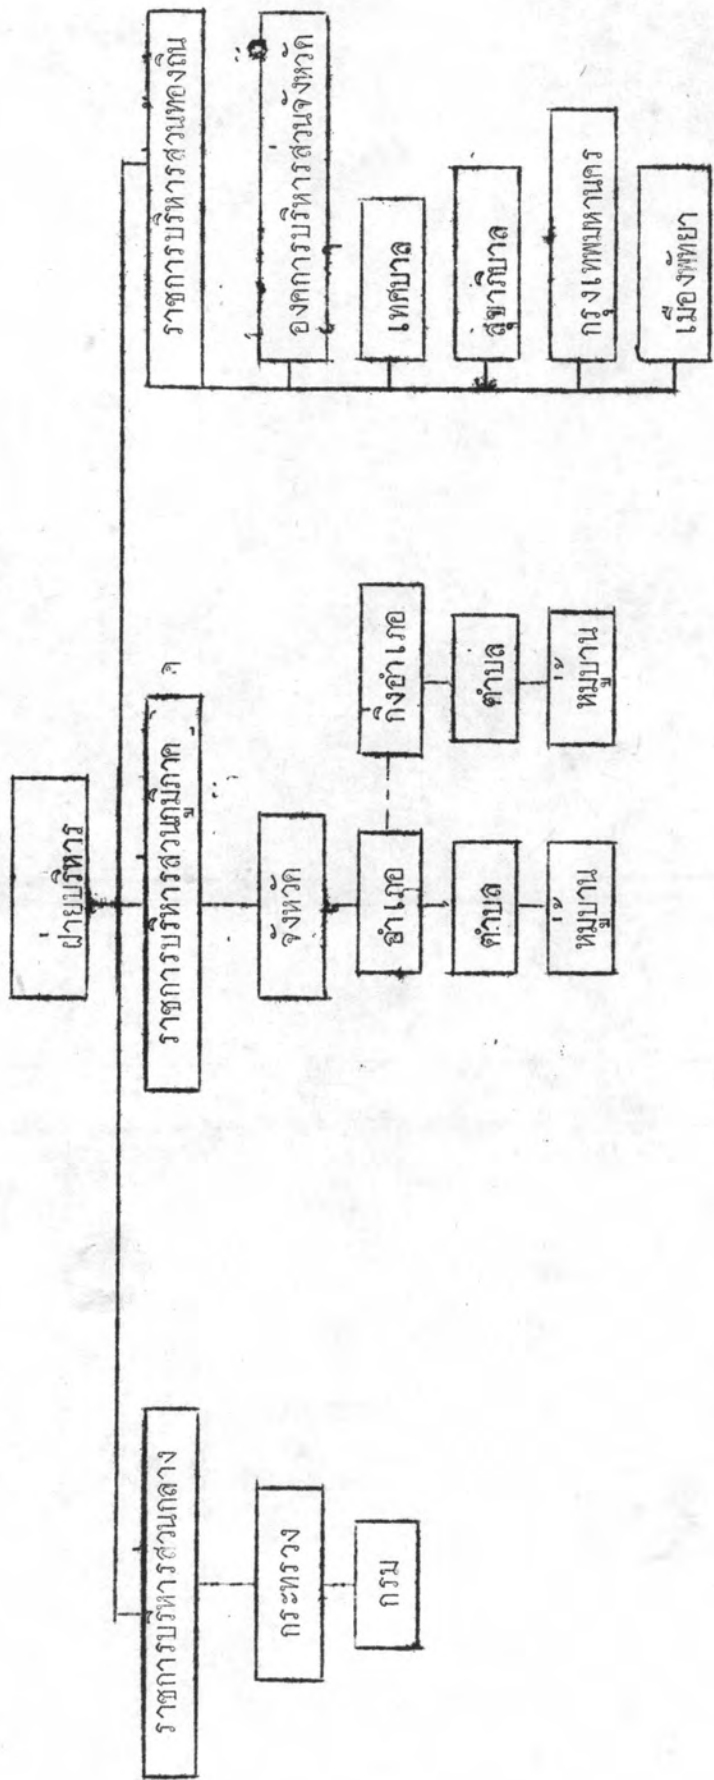 ฝ่ายบริหาร
ราชการบริหารส่วนกลาง
ราชการบริหารส่วนภูมิภาค
ราชการบริหารส่วนทองถิ่น
กระทรวง
จังหวัด
องคการบริหารส่วนจังหวัด
กรม
อำเภอ
กิ่งอำเภอ
เทศบาล
ตำบล
ตำบล
สุขาภิบาล
หมู่บ้าน
หมู่บ้าน
กรุงเทพมหานคร
เมืองพัทยา